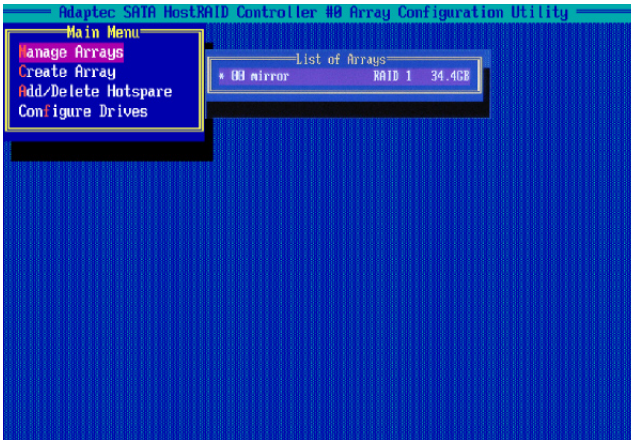 Adaptec SATA HostRAID Controller #0 Array Configuration Utility
Main Menu
Manage Arrays
Create Array
Add/Delete Hotspare
Configure Drives
List of Arrays
* 00 mirror RAID 1 34.4GB